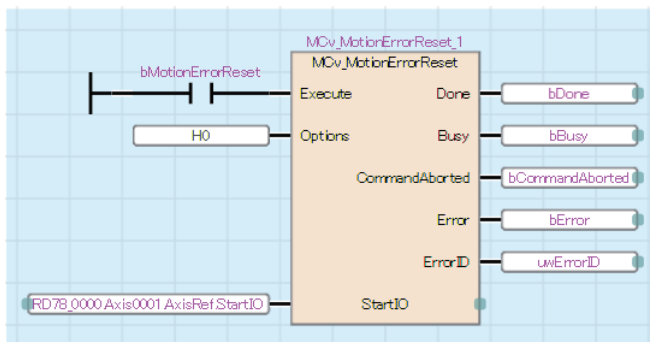 MCv_MotionErrorReset_1
MCv_MotionErrorReset
bMotionErrorReset
Execute Done bDone
H0 Options Busy bBusy
CommandAborted bCommandAborted
Error bError
ErrorID uwErrorID
RD78_0000.Axis0001.AxisRef.StartIO StartIO